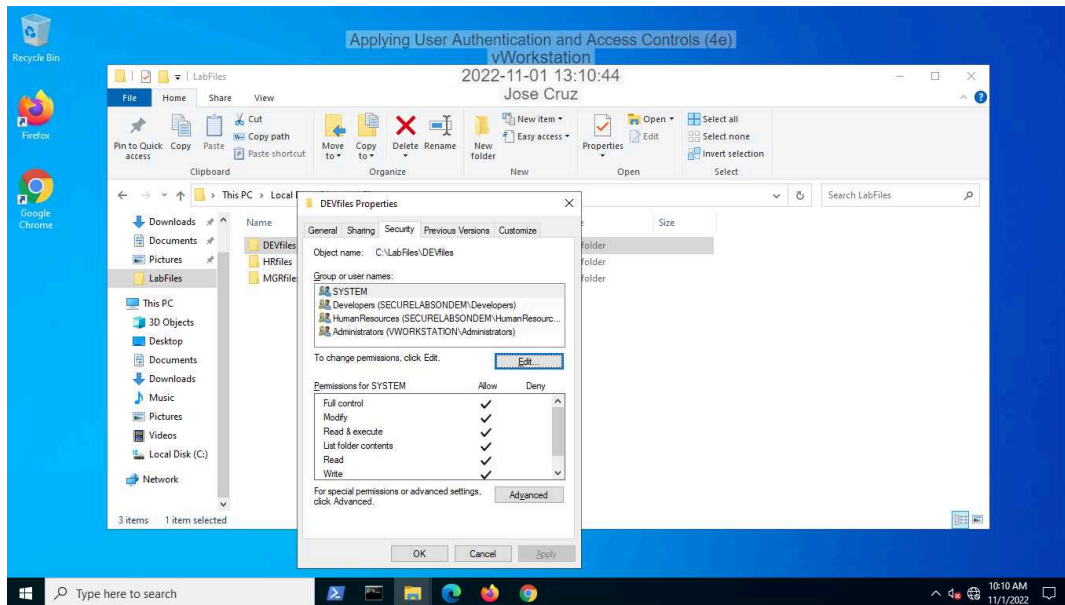 Recycle Bin
Firefox
Google
Chrome
Applying User Authentication and Access Controls (4e)
vWorkstation
2022-11-01 13:10:44
Jose Cruz
LabFiles
File Home Share View
Pin to Quick
access
Copy
Paste
Cut
Copy path
Paste shortcut
Clipboard
Move
to
Copy
to
Delete
Rename
Organize
New
folder
New item
Easy access
New
Properties
Open
Edit
Open
Select all
Select none
Invert selection
Select
This PC > Local
Search LabFiles
Downloads
Documents
Pictures
LabFiles
This PC
3D Objects
Desktop
Documents
Downloads
Music
Pictures
Videos
Local Disk (C:)
Network
Name
Size
DEVfiles
folder
HRfiles
folder
MGRfile
folder
3 items 1 item selected
DEVfiles Properties
General Sharing Security Previous Versions Customize
Object name: C:\LabFiles\DEVfiles
Group or user names:
SYSTEM
Developers (SECURELABSONDEM\Developers)
HumanResources (SECURELABSONDEM\HumanResourc...
Administrators (VWORKSTATION\Administrators)
To change permissions, click Edit.
Edit...
Permissions for SYSTEM Allow Deny
Full control
Modify
Read & execute
List folder contents
Read
Write
For special permissions or advanced settings,
click Advanced.
Advanced
OK Cancel Apply
Type here to search
10:10 AM
11/1/2022